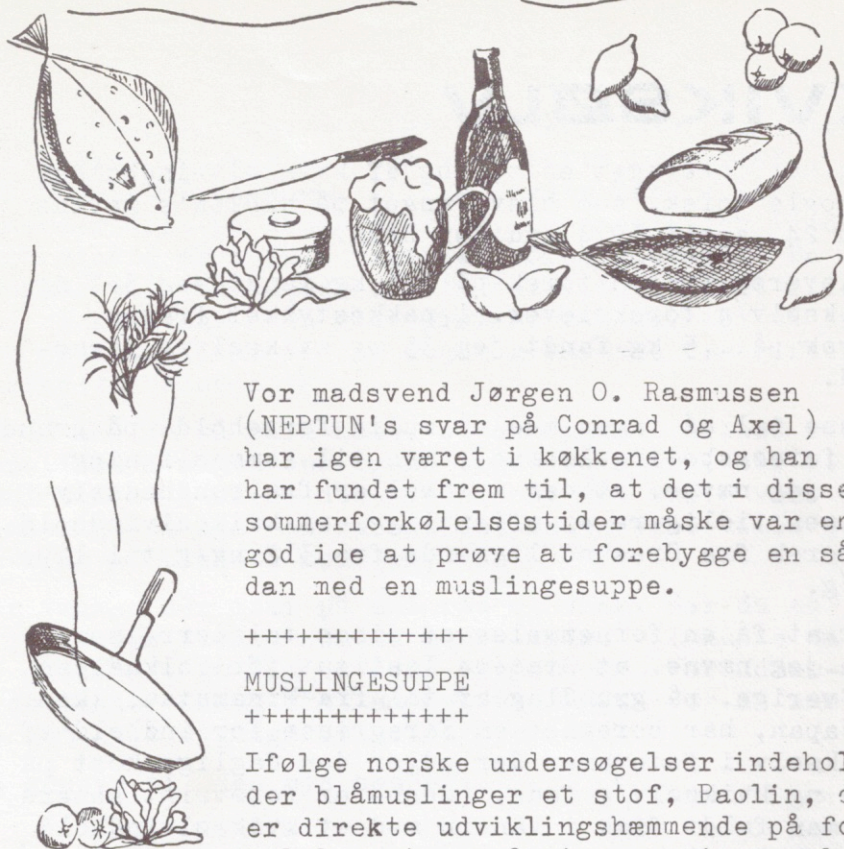 Vor madsvend Jørgen O. Rasmussen
(NEPTUN's svar på Conrad og Axel)
har igen været i køkkenet, og han
har fundet frem til, at det i disse
sommerforkølelsestider måske var en
god ide at prøve at forebygge en så-
dan med en muslingesuppe.
+++++++++++++
MUSLINGESUPPE
+++++++++++++
Ifølge norske undersøgelser indehol-
der blåmuslinger et stof, Paolin, der
er direkte udviklingshæmmende på for-